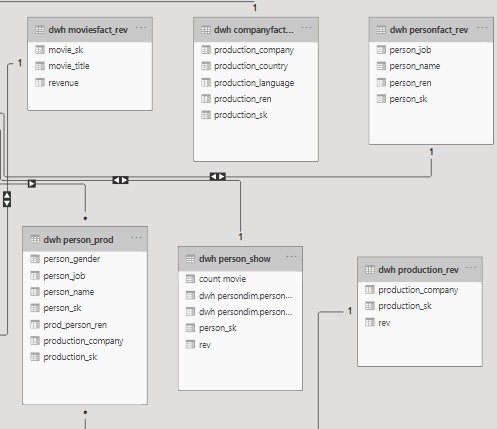 1
dwh moviesfact_rev ...
movie_sk
movie_title
revenue
dwh companyfact... ...
production_company
production_country
production_language
production_ren
production_sk
dwh personfact_rev ...
person_job
person_name
person_ren
person_sk
1
1
*
1
dwh person_prod ...
person_gender
person_job
person_name
person_sk
prod_person_ren
production_company
production_sk
*
dwh person_show ...
count movie
dwh persondim.person...
dwh persondim.person...
person_sk
rev
1
dwh production_rev ...
production_company
production_sk
rev